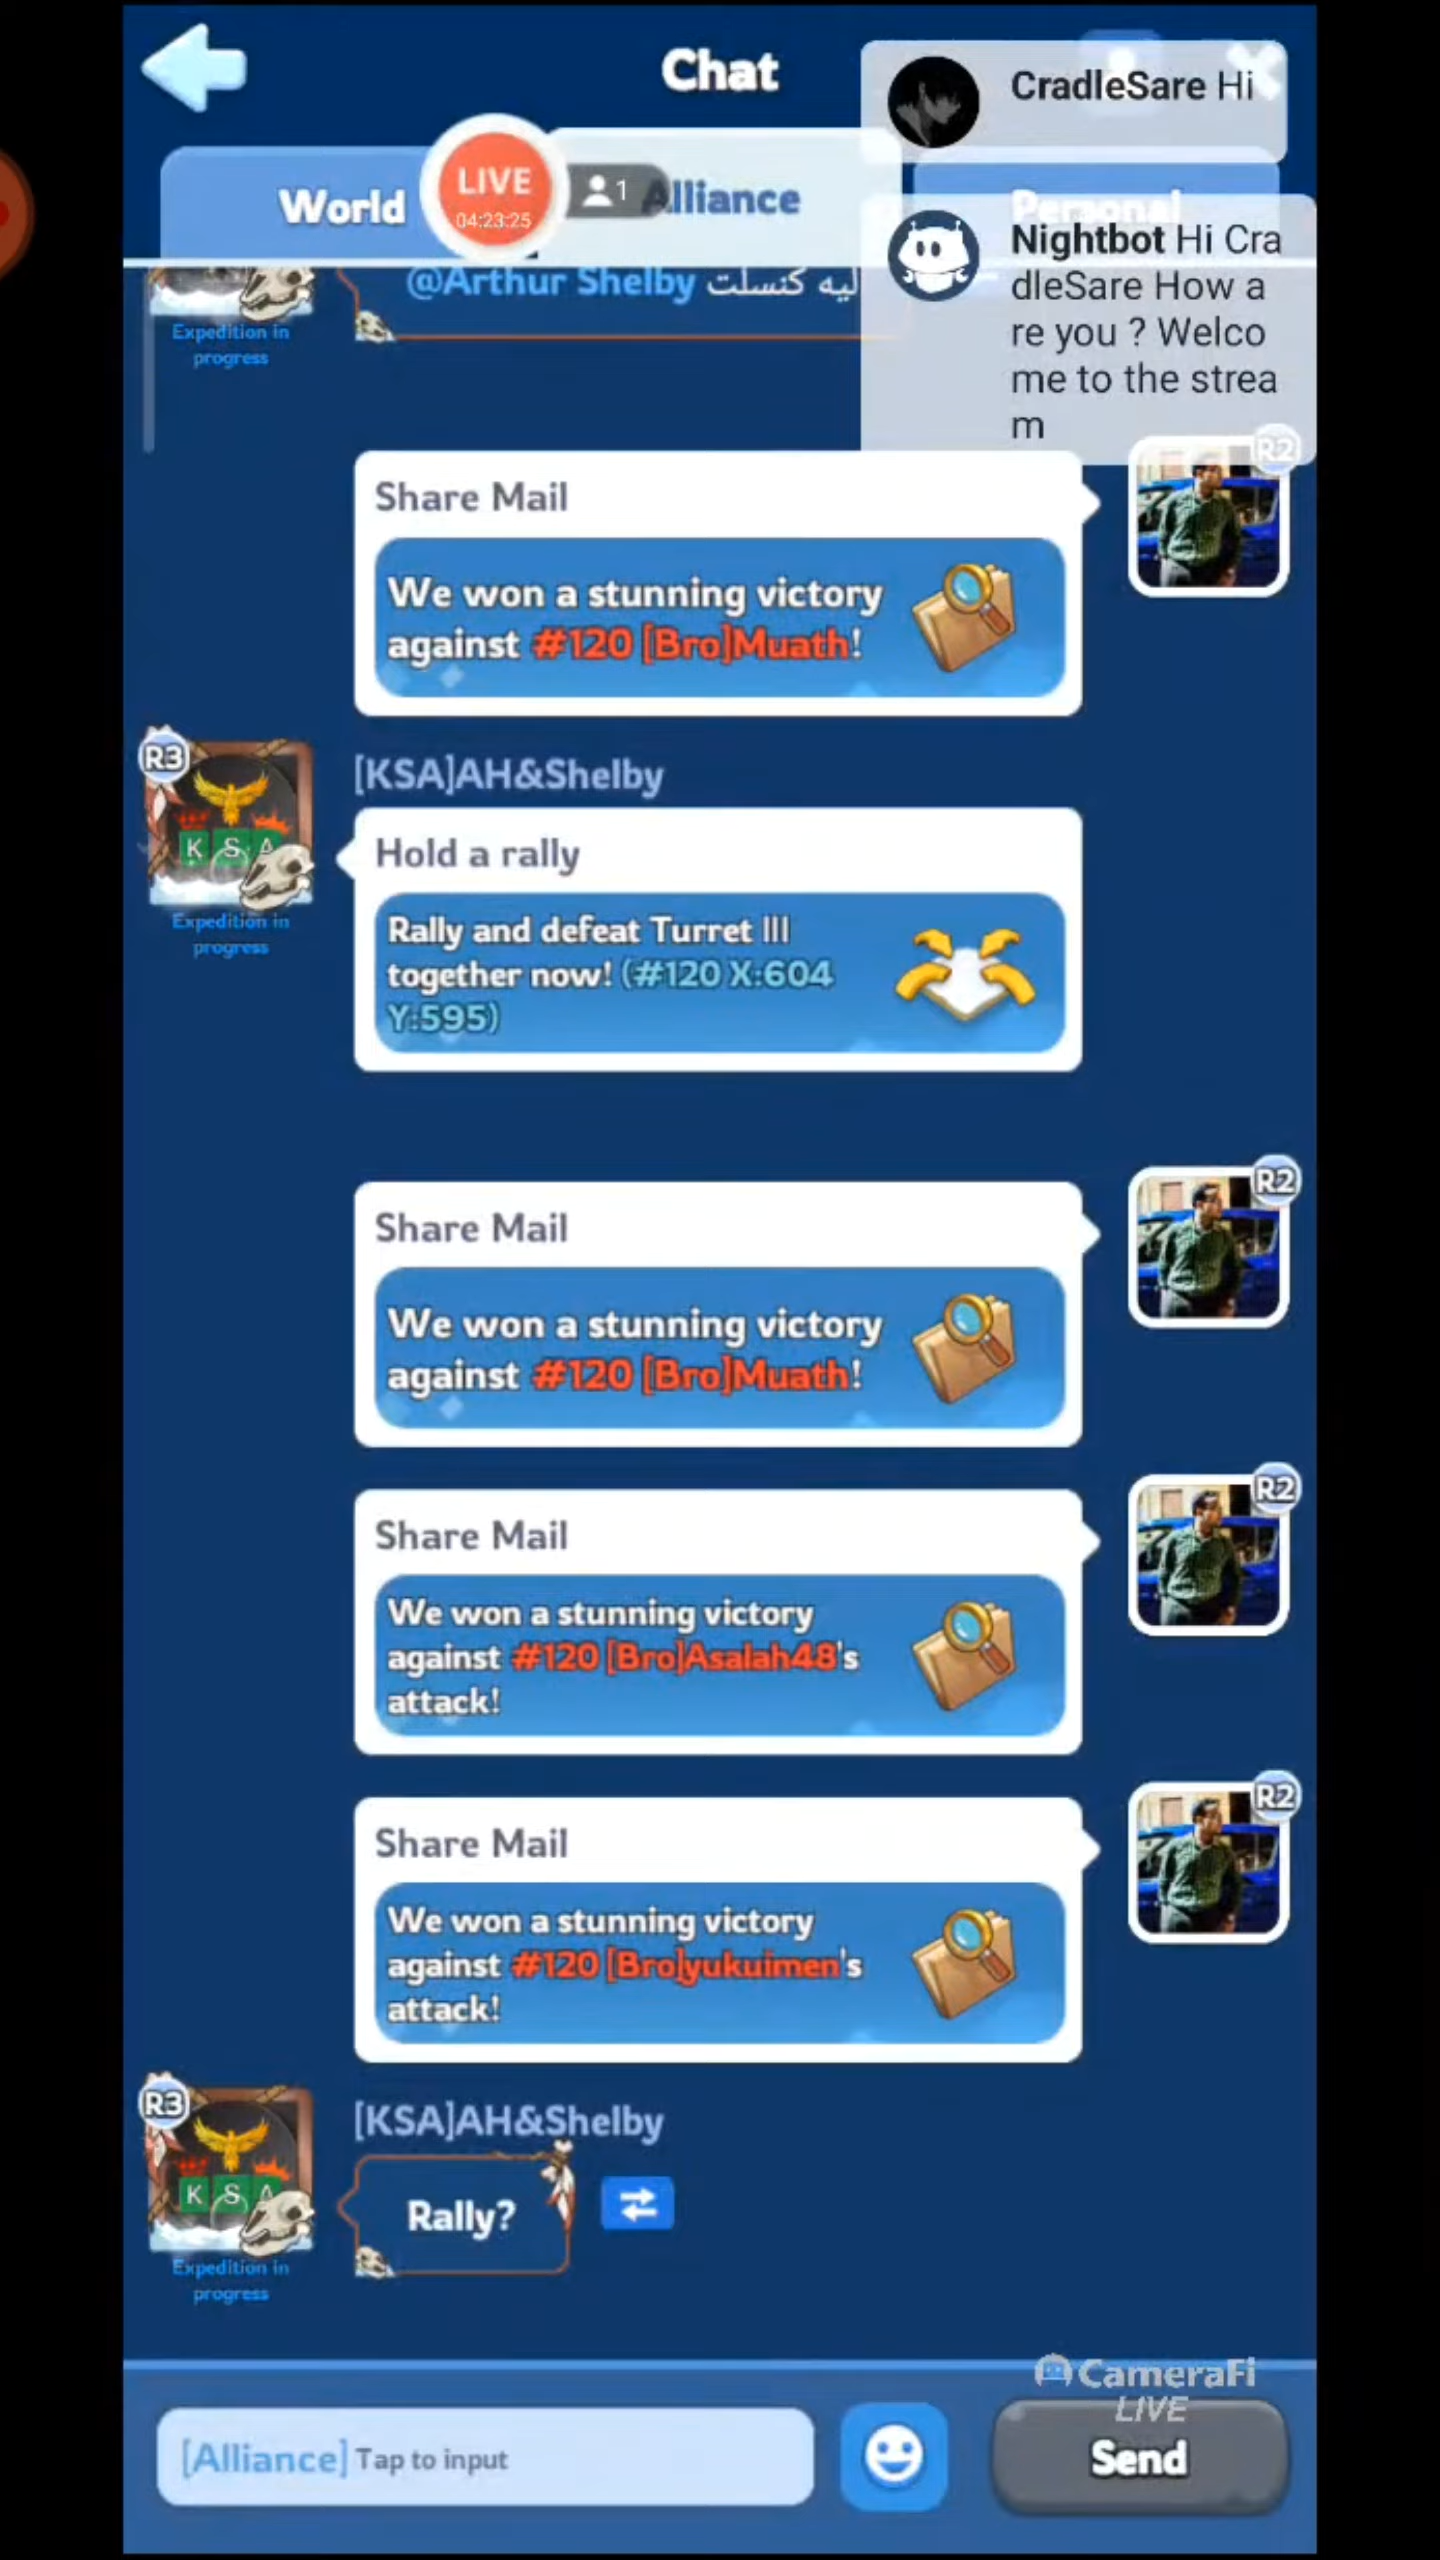 Chat
CradleSare Hi
World
LIVE
04:23:25
1
Alliance
Personal
Nightbot Hi Cra
dleSare How a
re you ? Welco
me to the strea
m
@Arthur Shelby ليه كنسلت
Expedition in
progress
R2
Share Mail
We won a stunning victory
against #120 [Bro]Muath!
R3
KSA
Expedition in
progress
[KSA]AH&Shelby
Hold a rally
Rally and defeat Turret III
together now! (#120 X:604
Y:595)
R2
Share Mail
We won a stunning victory
against #120 [Bro]Muath!
R2
Share Mail
We won a stunning victory
against #120 [Bro]Asalah48's
attack!
R2
Share Mail
We won a stunning victory
against #120 [Bro]yukuimen's
attack!
R3
KSA
Expedition in
progress
[KSA]AH&Shelby
Rally?
CameraFi
LIVE
[Alliance] Tap to input
Send